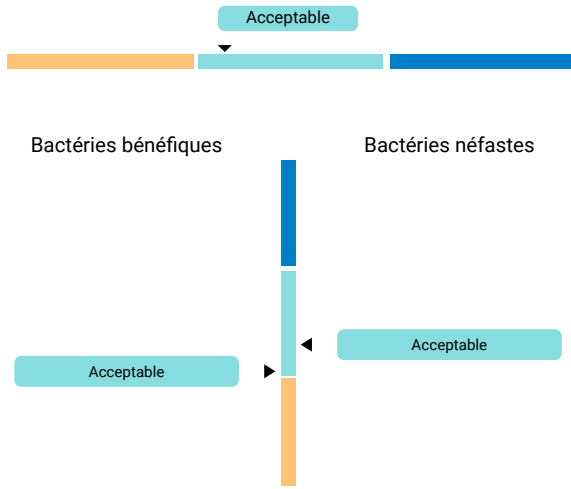 Acceptable
Bactéries bénéfiques
Bactéries néfastes
Acceptable
Acceptable